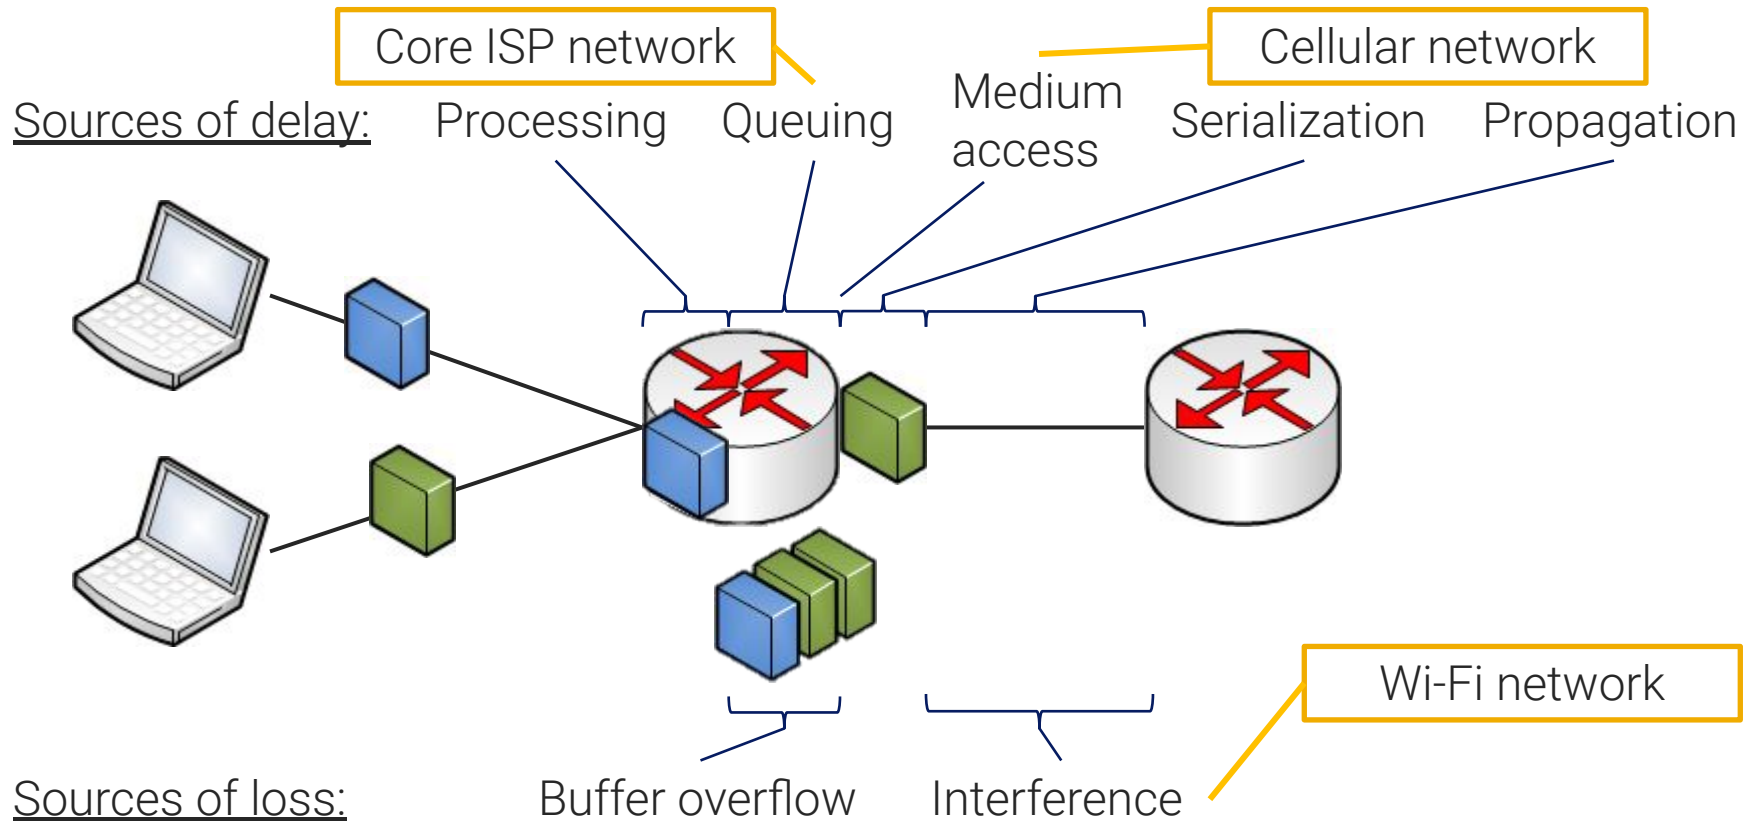 Core ISP network
Cellular network
Sources of delay:
Processing
Queuing
Medium
access
Serialization
Propagation
Wi-Fi network
Sources of loss:
Buffer overflow
Interference